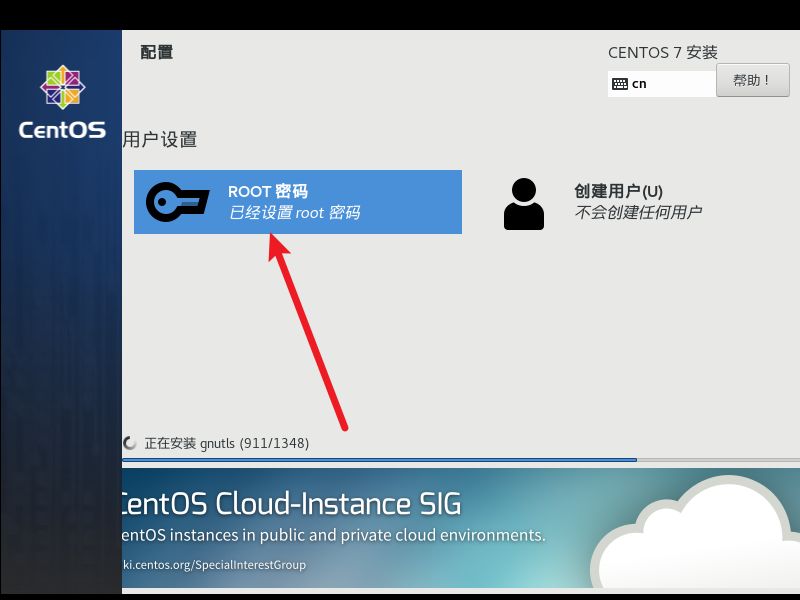 配置
CENTOS 7 安装
cn
帮助！
CentOS
用户设置
ROOT 密码
已经设置 root 密码
创建用户(U)
不会创建任何用户
正在安装 gnutls (911/1348)
CentOS Cloud-Instance SIG
entOS instances in public and private cloud environments.
ki.centos.org/SpecialInterestGroup